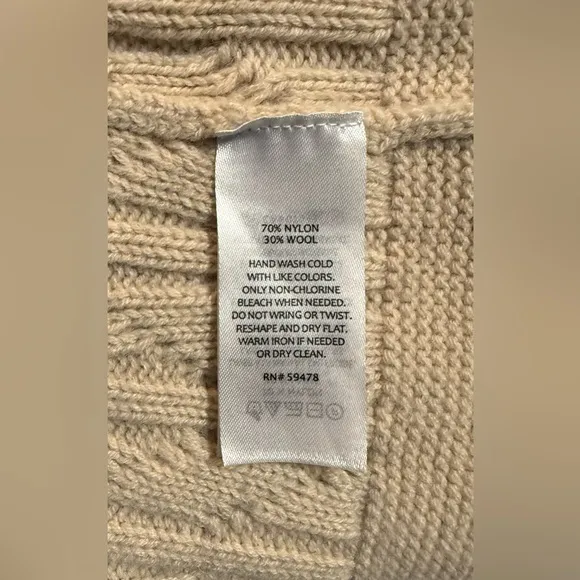 70% NYLON
30% WOOL
HAND WASH COLD
WITH LIKE COLORS.
ONLY NON-CHLORINE
BLEACH WHEN NEEDED.
DO NOT WRING OR TWIST.
RESHAPE AND DRY FLAT.
WARM IRON IF NEEDED
OR DRY CLEAN.
RN# 59478